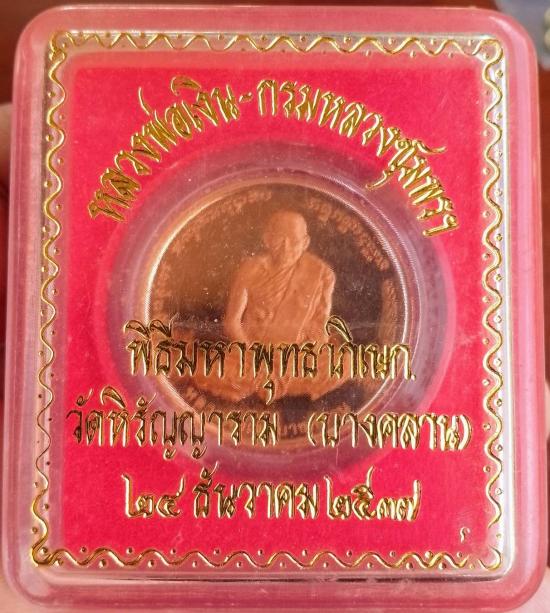 หลวงพ่อเงิน-กรมหลวงชุมพรฯ
พิธีมหาพุทธาภิเษก
วัดหิรัญญาราม (บางคลาน)
๒๔ ธันวาคม ๒๕๓๗